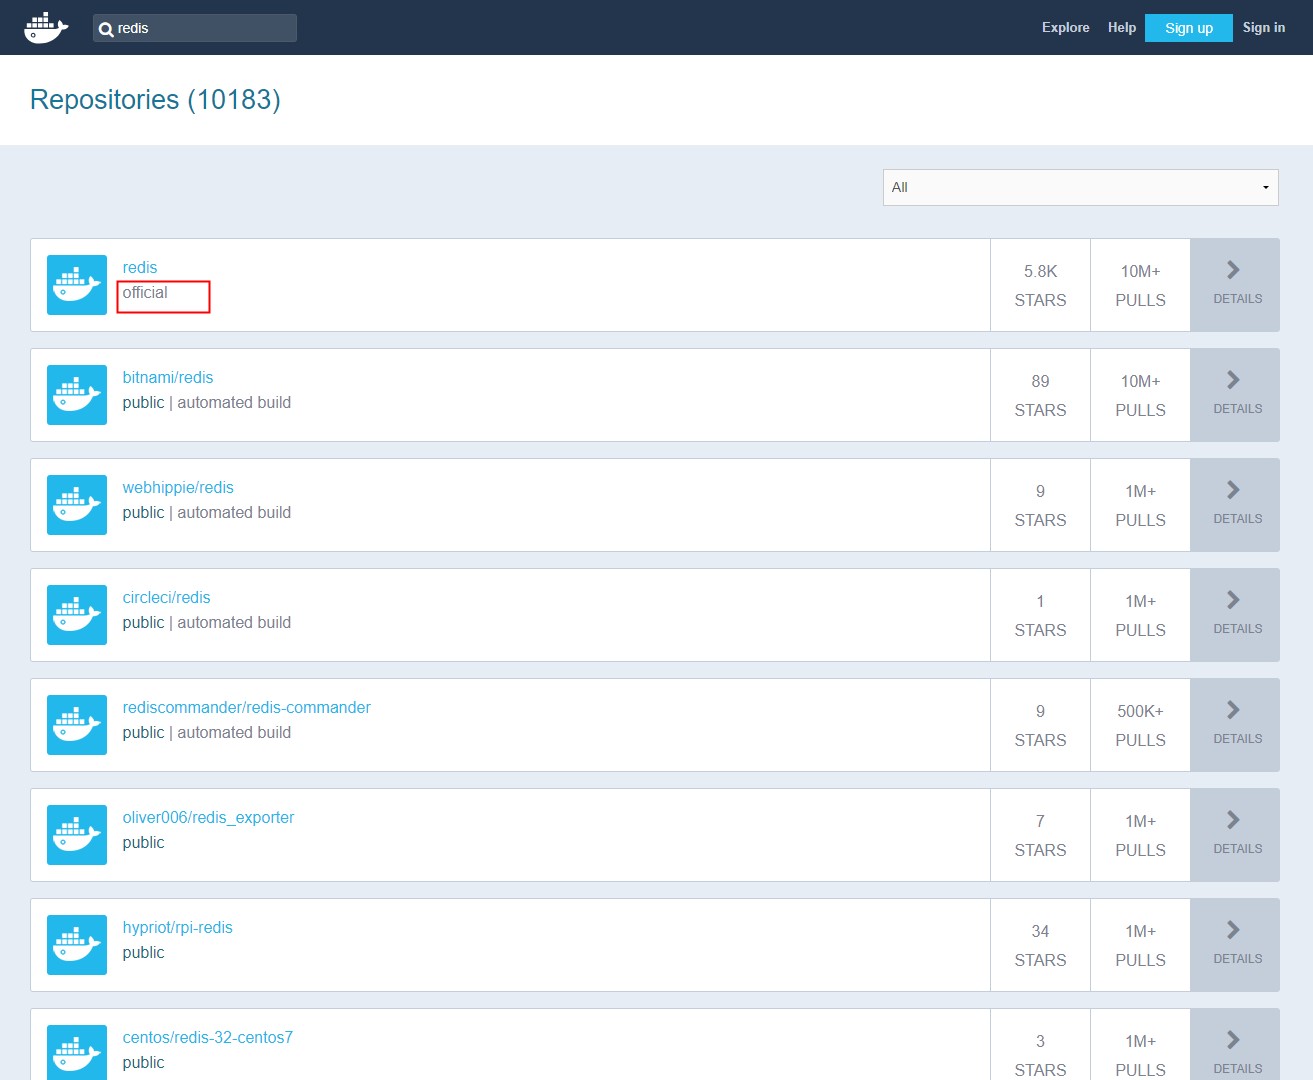 redis
Explore Help Sign up Sign in
Repositories (10183)
All
redis
official
5.8K
STARS
10M+
PULLS
DETAILS
bitnami/redis
public | automated build
89
STARS
10M+
PULLS
DETAILS
webhippie/redis
public | automated build
9
STARS
1M+
PULLS
DETAILS
circleci/redis
public | automated build
1
STARS
1M+
PULLS
DETAILS
rediscommander/redis-commander
public | automated build
9
STARS
500K+
PULLS
DETAILS
oliver006/redis_exporter
public
7
STARS
1M+
PULLS
DETAILS
hypriot/rpi-redis
public
34
STARS
1M+
PULLS
DETAILS
centos/redis-32-centos7
public
3
STARS
1M+
PULLS
DETAILS